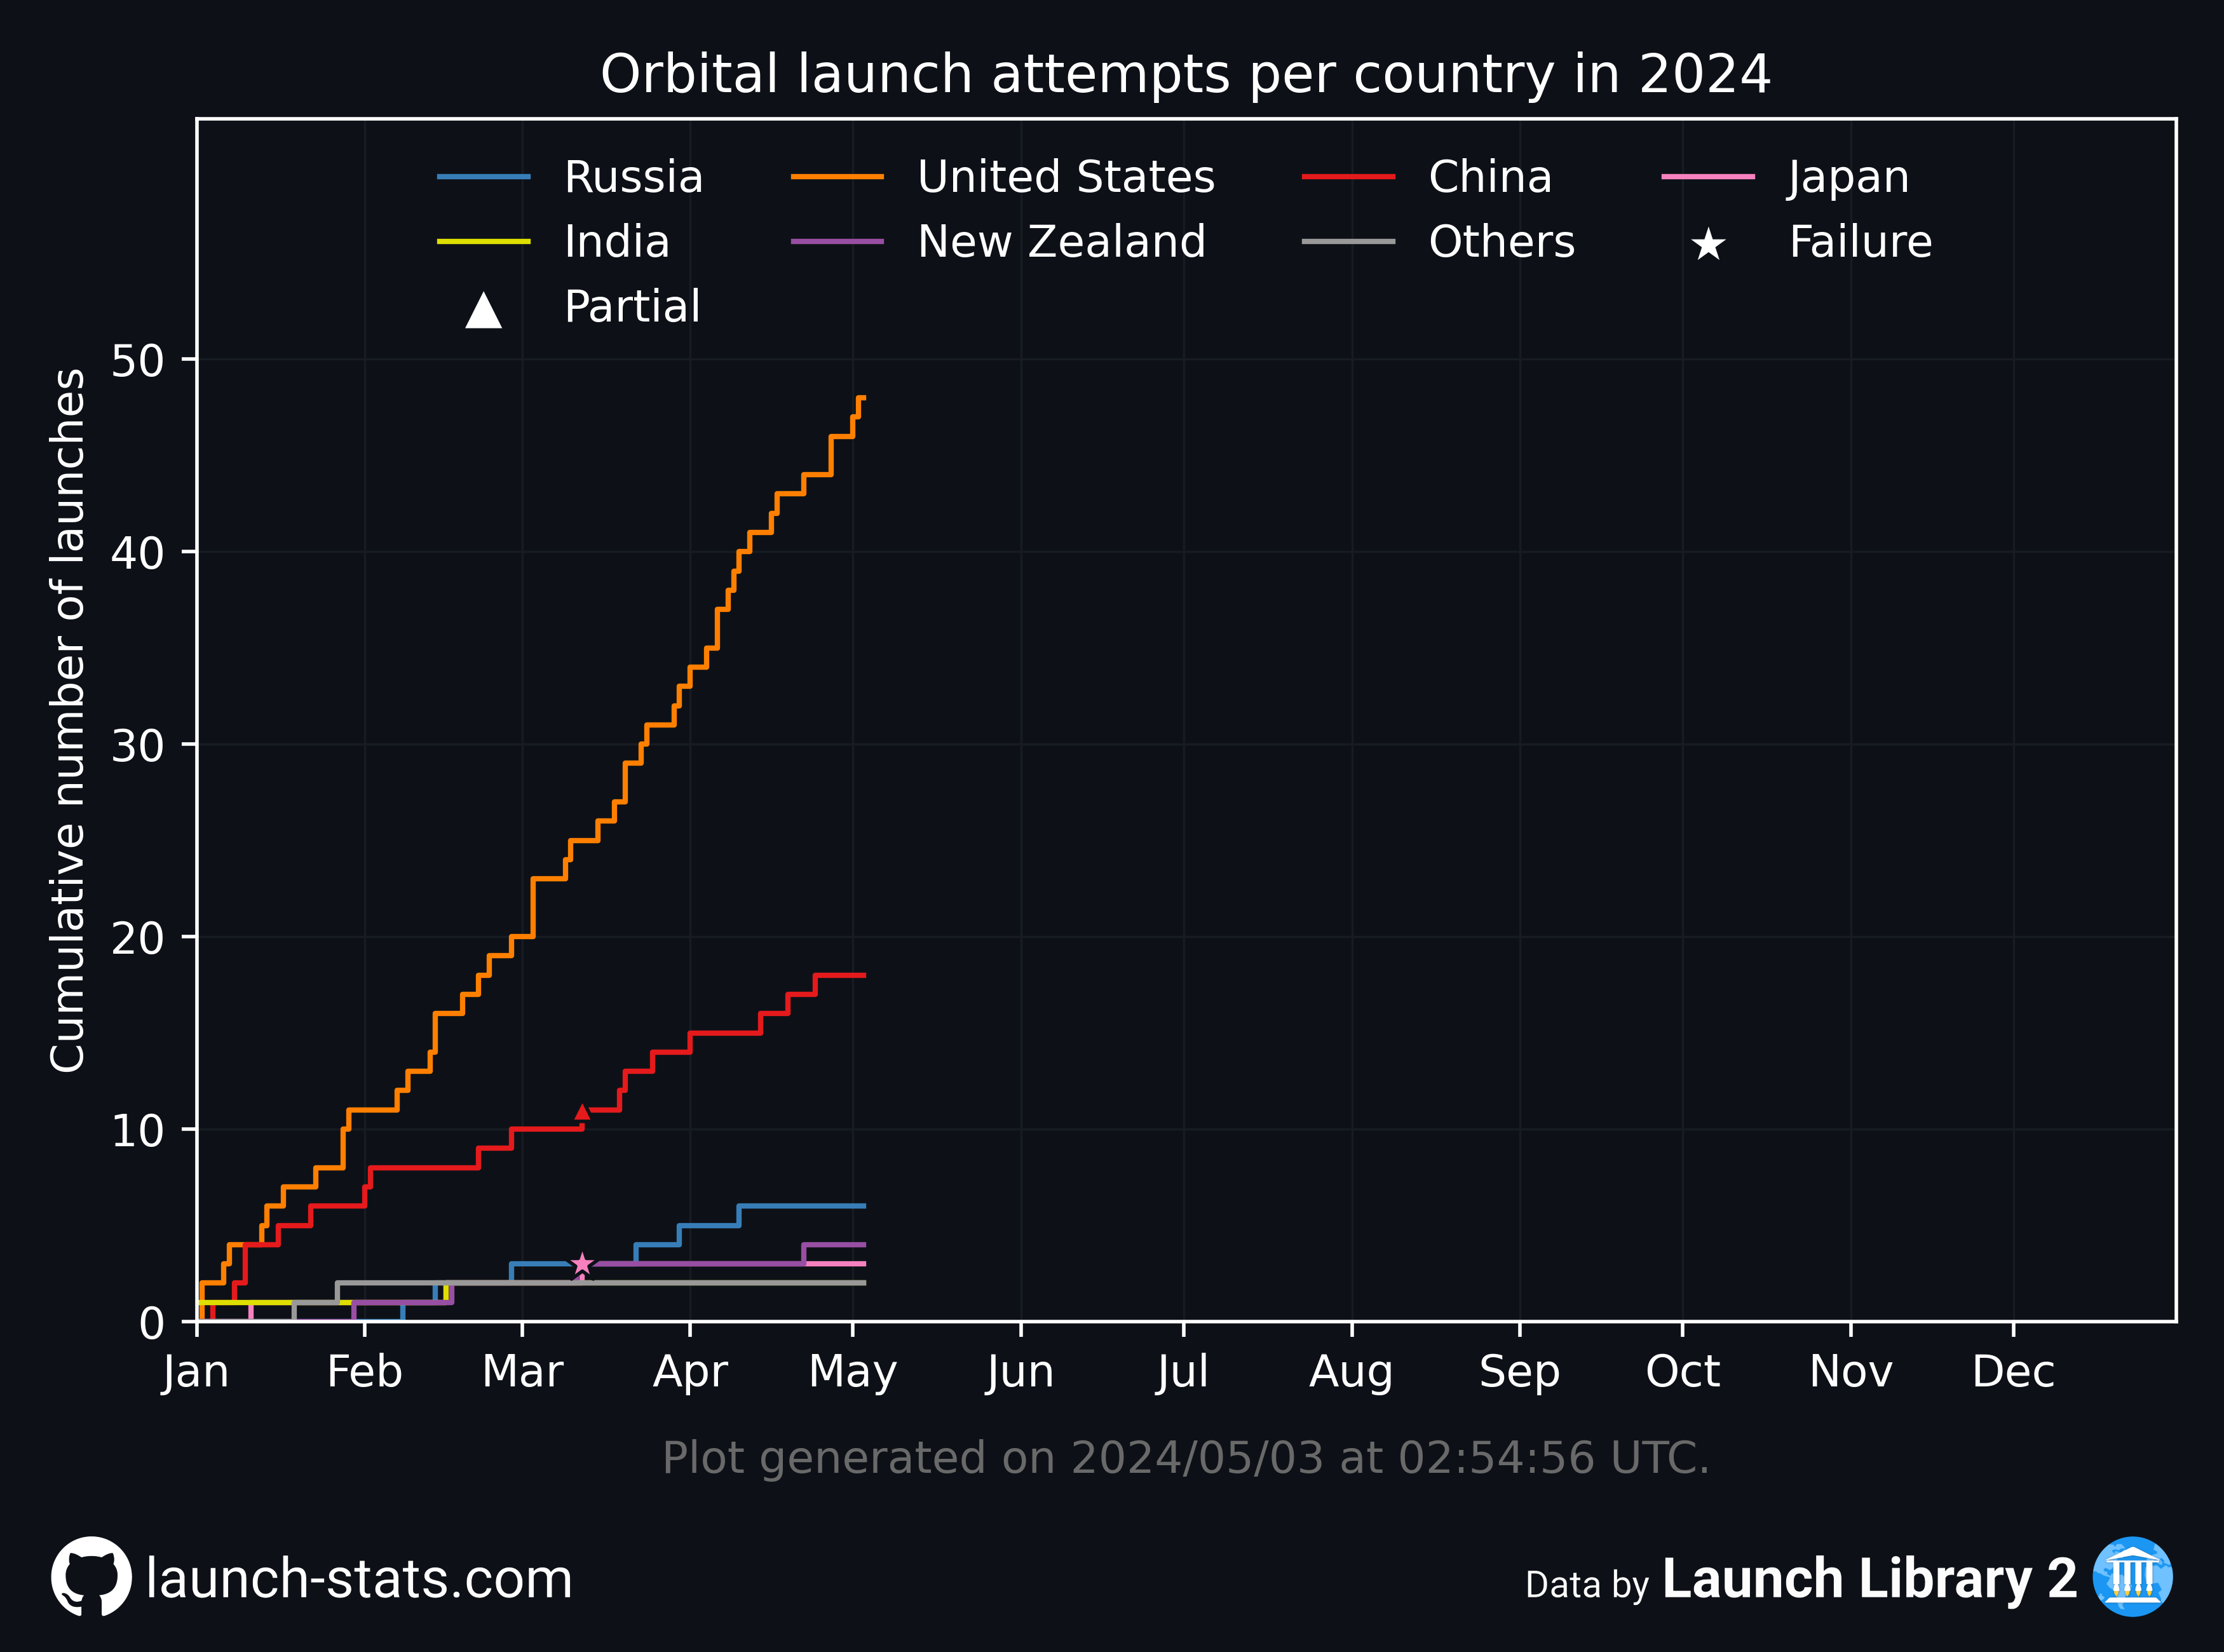 Orbital launch attempts per country in 2024
Russia United States China Japan
India New Zealand Others Failure
Partial
Cumulative number of launches
50
40
30
20
10
0
Jan Feb Mar Apr May Jun Jul Aug Sep Oct Nov Dec
Plot generated on 2024/05/03 at 02:54:56 UTC.
launch-stats.com
Data by Launch Library 2